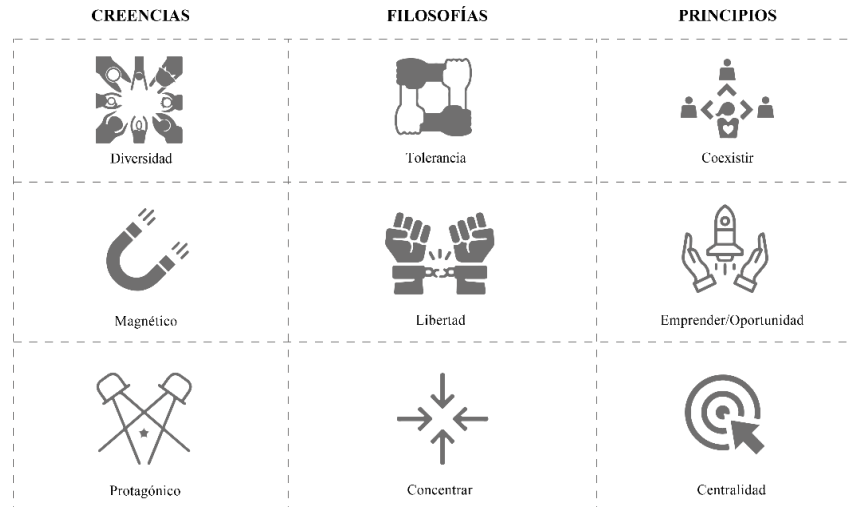 CREENCIAS FILOSOFÍAS PRINCIPIOS
Diversidad Tolerancia Coexistir
Magnético Libertad Emprender/Oportunidad
Protagónico Concentrar Centralidad